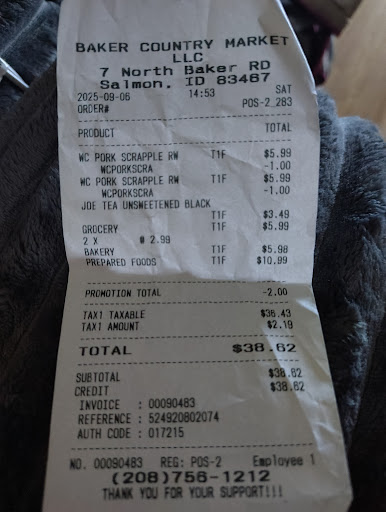 BAKER COUNTRY MARKET
LLC
7 North Baker RD
Salmon, ID 83467
2025-09-06 14:53 SAT
ORDER# POS-2_283
PRODUCT TOTAL
WC PORK SCRAPPLE RW T1F $5.99
WCPORKSCRA -1.00
WC PORK SCRAPPLE RW T1F $5.99
WCPORKSCRA -1.00
JOE TEA UNSWEETENED BLACK
T1F $3.49
GROCERY T1F $5.99
2 X @ 2.99
BAKERY T1F $5.98
PREPARED FOODS T1F $10.99
PROMOTION TOTAL -2.00
TAX1 TAXABLE $36.43
TAX1 AMOUNT $2.19
TOTAL $38.62
SUBTOTAL $38.62
CREDIT $38.62
INVOICE : 00090483
REFERENCE : 524920802074
AUTH CODE : 017215
NO. 00090483 REG: POS-2 Employee 1
(208)756-1212
THANK YOU FOR YOUR SUPPORT!!!